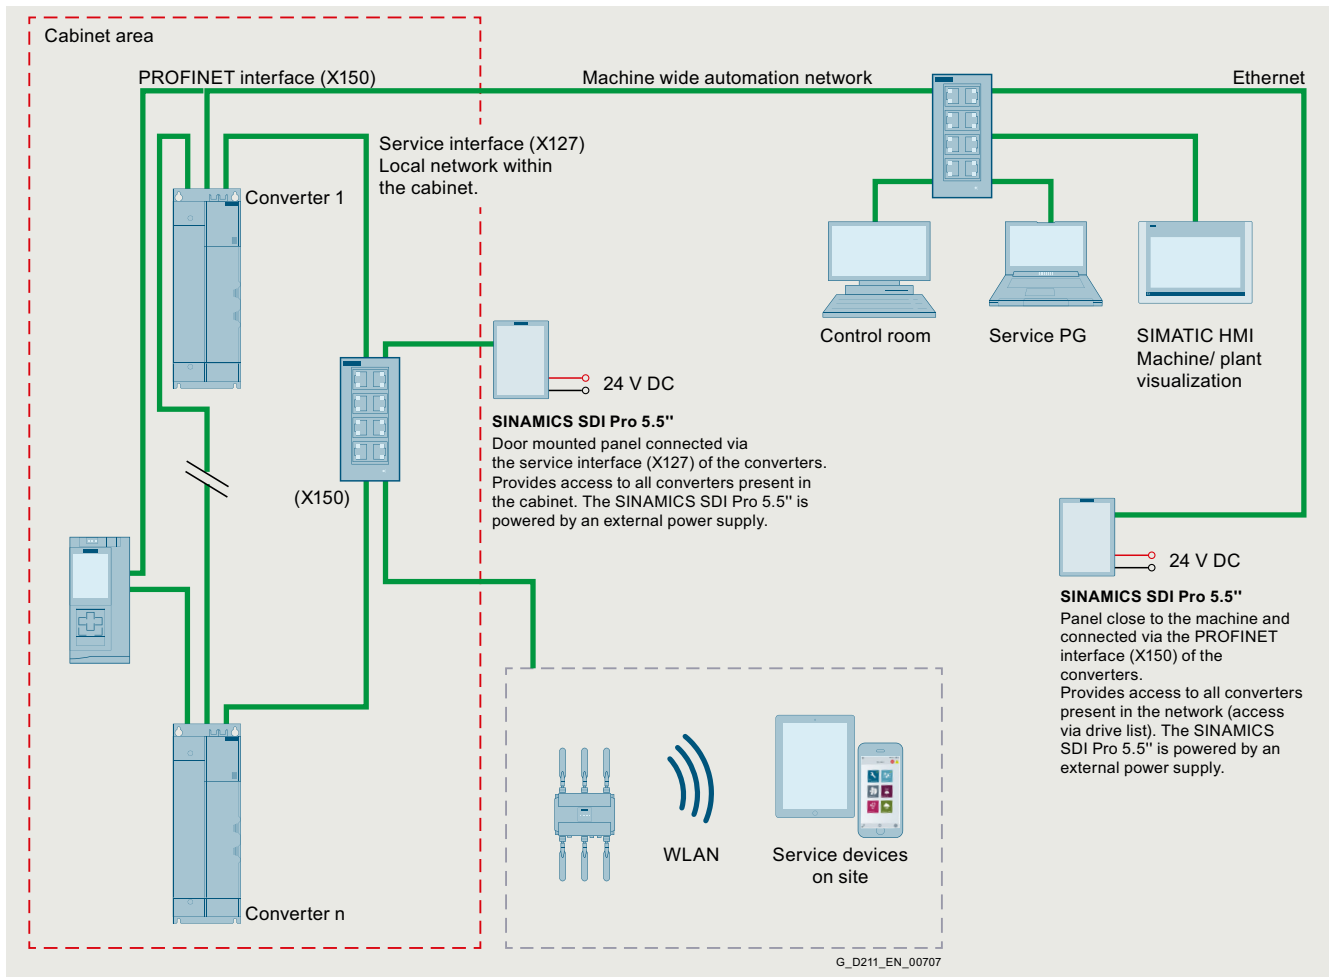 Cabinet area
PROFINET interface (X150)
Machine wide automation network
Ethernet
Service interface (X127)
Local network within
the cabinet.
Converter 1
Control room
Service PG
SIMATIC HMI
Machine/ plant
visualization
24 V DC
SINAMICS SDI Pro 5.5"
Door mounted panel connected via
the service interface (X127) of the converters.
Provides access to all converters present in
the cabinet. The SINAMICS SDI Pro 5.5" is
powered by an external power supply.
(X150)
24 V DC
SINAMICS SDI Pro 5.5"
Panel close to the machine and
connected via the PROFINET
interface (X150) of the
converters.
Provides access to all converters
present in the network (access
via drive list). The SINAMICS
SDI Pro 5.5" is powered by an
external power supply.
WLAN
Service devices
on site
Converter n
G_D211_EN_00707